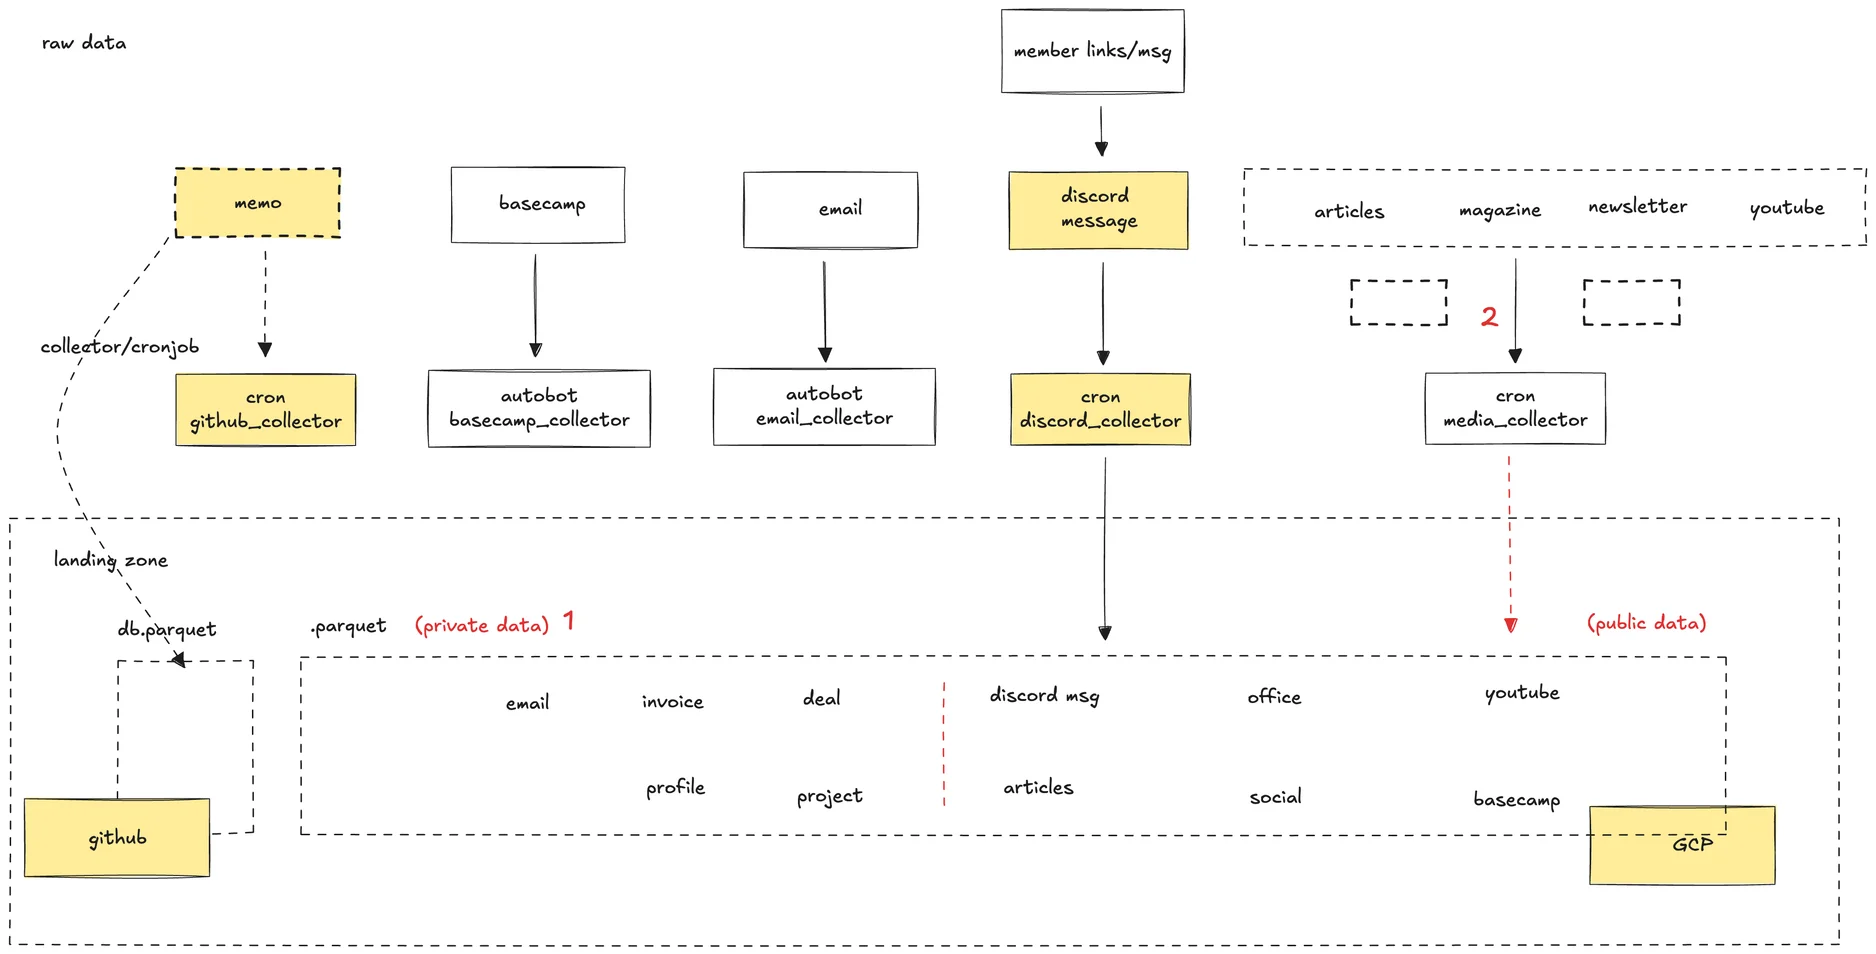 member links/msg
raw data
memo
basecamp
email
discord
message
articles
magazine
newsletter
youtube
2
collector/cronjob
cron
github_collector
autobot
basecamp_collector
autobot
email_collector
cron
discord_collector
cron
media_collector
landing zone
db.parquet
.parquet
(private data)
1
(public data)
email
invoice
deal
discord msg
office
youtube
profile
project
articles
social
basecamp
github
GCP